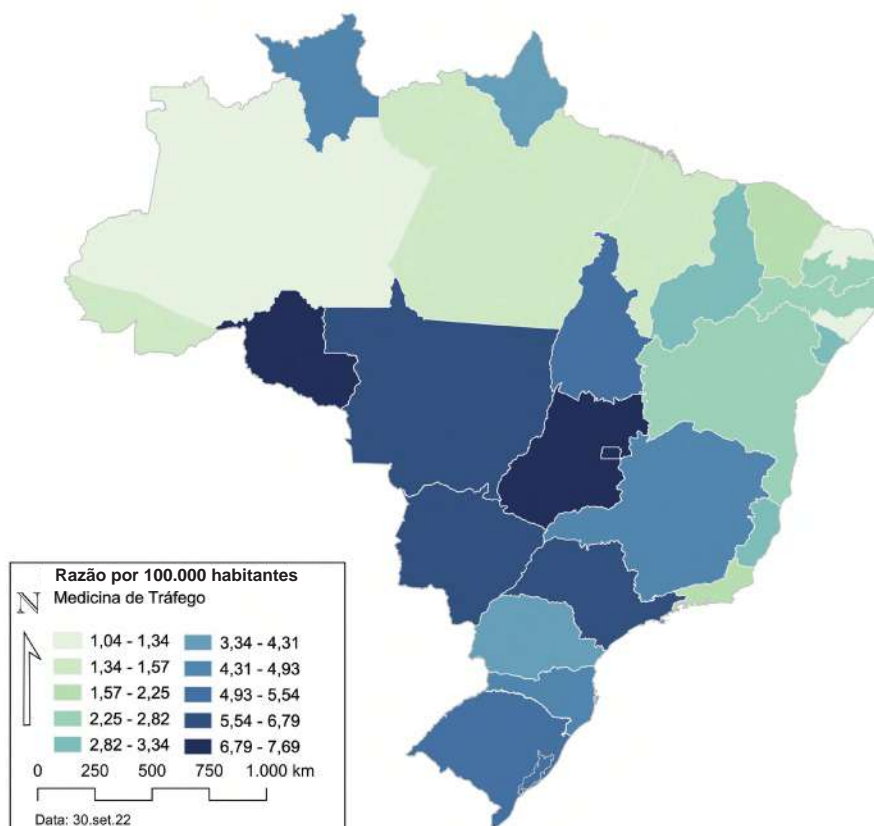 Razão por 100.000 habitantes
N Medicina de Tráfego
1,04 - 1,34
1,34 - 1,57
1,57 - 2,25
2,25 - 2,82
2,82 - 3,34
3,34 - 4,31
4,31 - 4,93
4,93 - 5,54
5,54 - 6,79
6,79 - 7,69
0 250 500 750 1.000 km
Data: 30.set.22